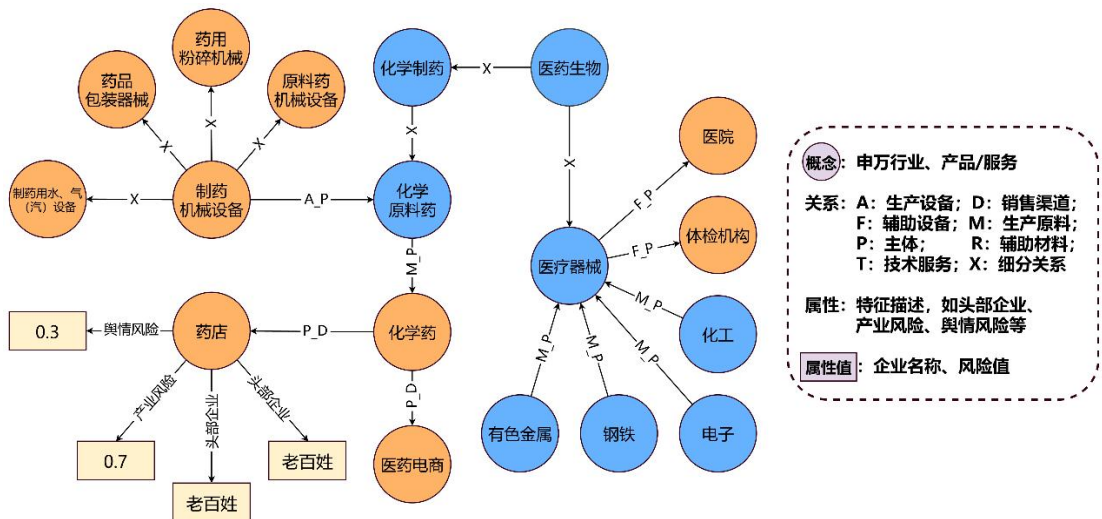 药用
粉碎机械
药品
包装器械
原料药
机械设备
制药用水、气
(汽)设备
制药
机械设备
X
X
X
X
A_P
化学制药
X
医药生物
X
化学
原料药
M_P
化学药
P_D
药店
P_D
医药电商
舆情风险
0.3
产业风险
0.7
头部企业
老百姓
头部企业
老百姓
X
医疗器械
F_P
医院
F_P
体检机构
M_P
化工
M_P
有色金属
M_P
钢铁
M_P
电子
概念：申万行业、产品/服务
关系：A：生产设备；D：销售渠道；
F：辅助设备；M：生产原料；
P：主体； R：辅助材料；
T：技术服务；X：细分关系
属性：特征描述，如头部企业、
产业风险、舆情风险等
属性值：企业名称、风险值